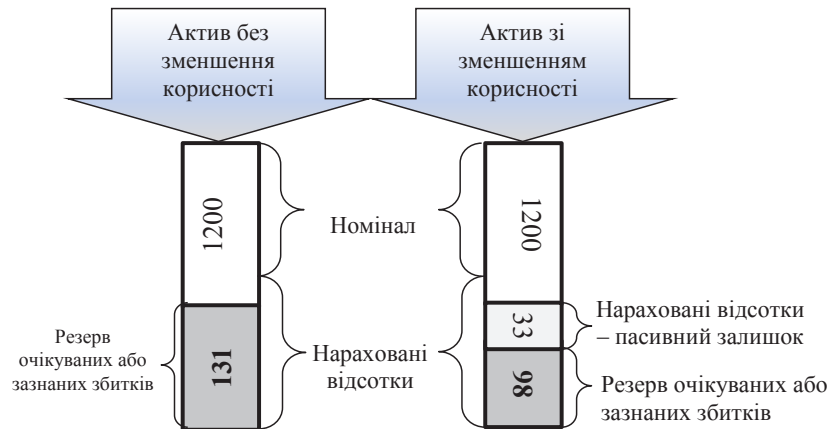 Актив без
зменшення
корисності
Актив зі
зменшенням
корисності
1200
131
Номінал
Нараховані
відсотки
Резерв
очікуваних або
зазнаних збитків
1200
33
98
Нараховані відсотки
– пасивний залишок
Резерв очікуваних або
зазнаних збитків